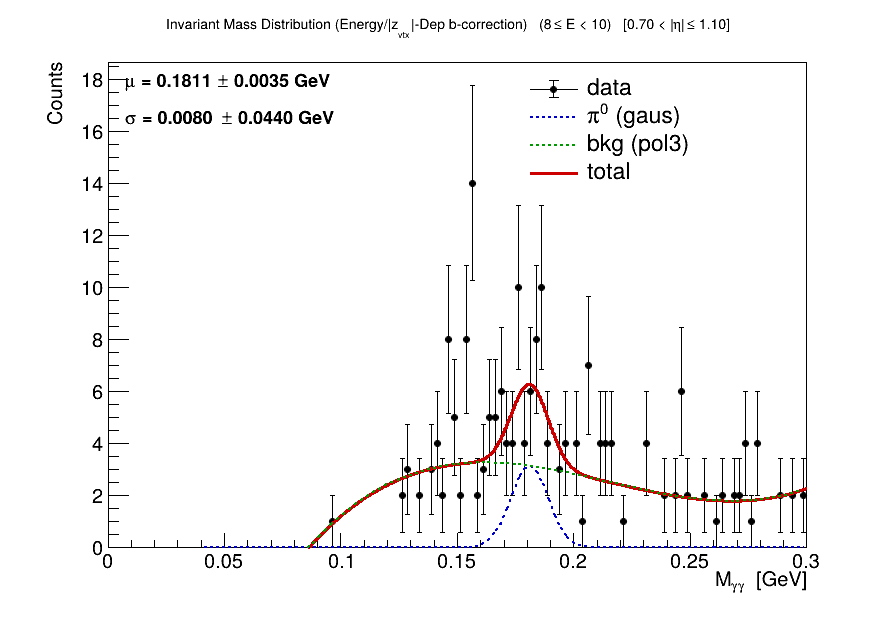 Invariant Mass Distribution (Energy/|z_vtx|-Dep b-correction) (8 ≤ E < 10) [0.70 < |η| ≤ 1.10]
Counts
μ = 0.1811 ± 0.0035 GeV
σ = 0.0080 ± 0.0440 GeV
data
π⁰ (gaus)
bkg (pol3)
total
18
16
14
12
10
8
6
4
2
0
0 0.05 0.1 0.15 0.2 0.25 0.3
M_γγ [GeV]